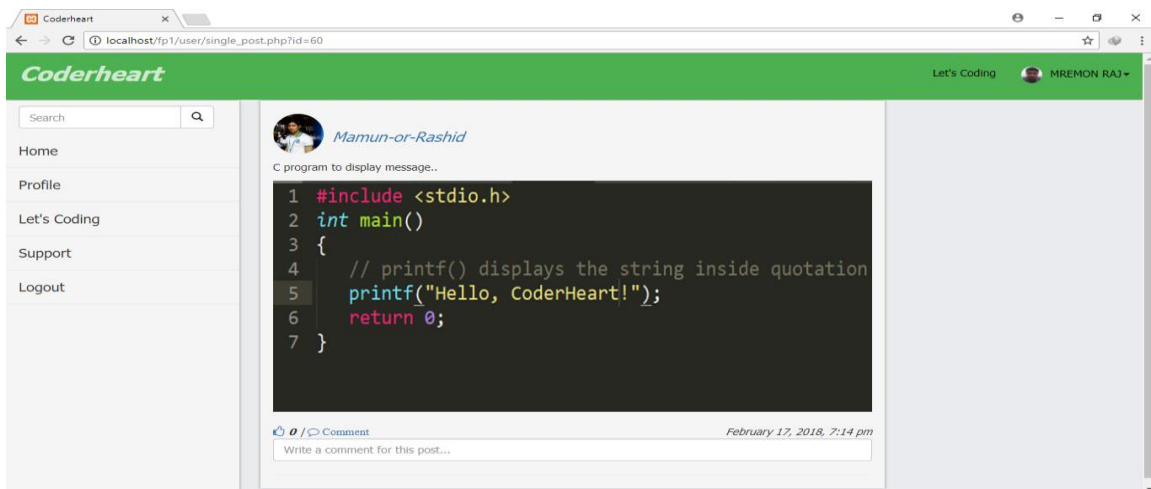 Coderheart
localhost/fp1/user/single_post.php?id=60
Coderheart
Let's Coding
MREMON RAJ
Search
Home
Profile
Let's Coding
Support
Logout
Mamun-or-Rashid
C program to display message..
1 #include <stdio.h>
2 int main()
3 {
4 // printf() displays the string inside quotation
5 printf("Hello, CoderHeart!");
6 return 0;
7 }
0 / Comment
February 17, 2018, 7:14 pm
Write a comment for this post...